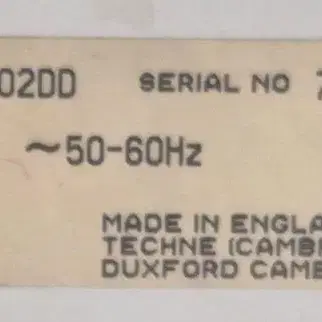 02DD SERIAL NO
~50-60Hz
MADE IN ENGLA
TECHNE (CAMB
DUXFORD CAMB